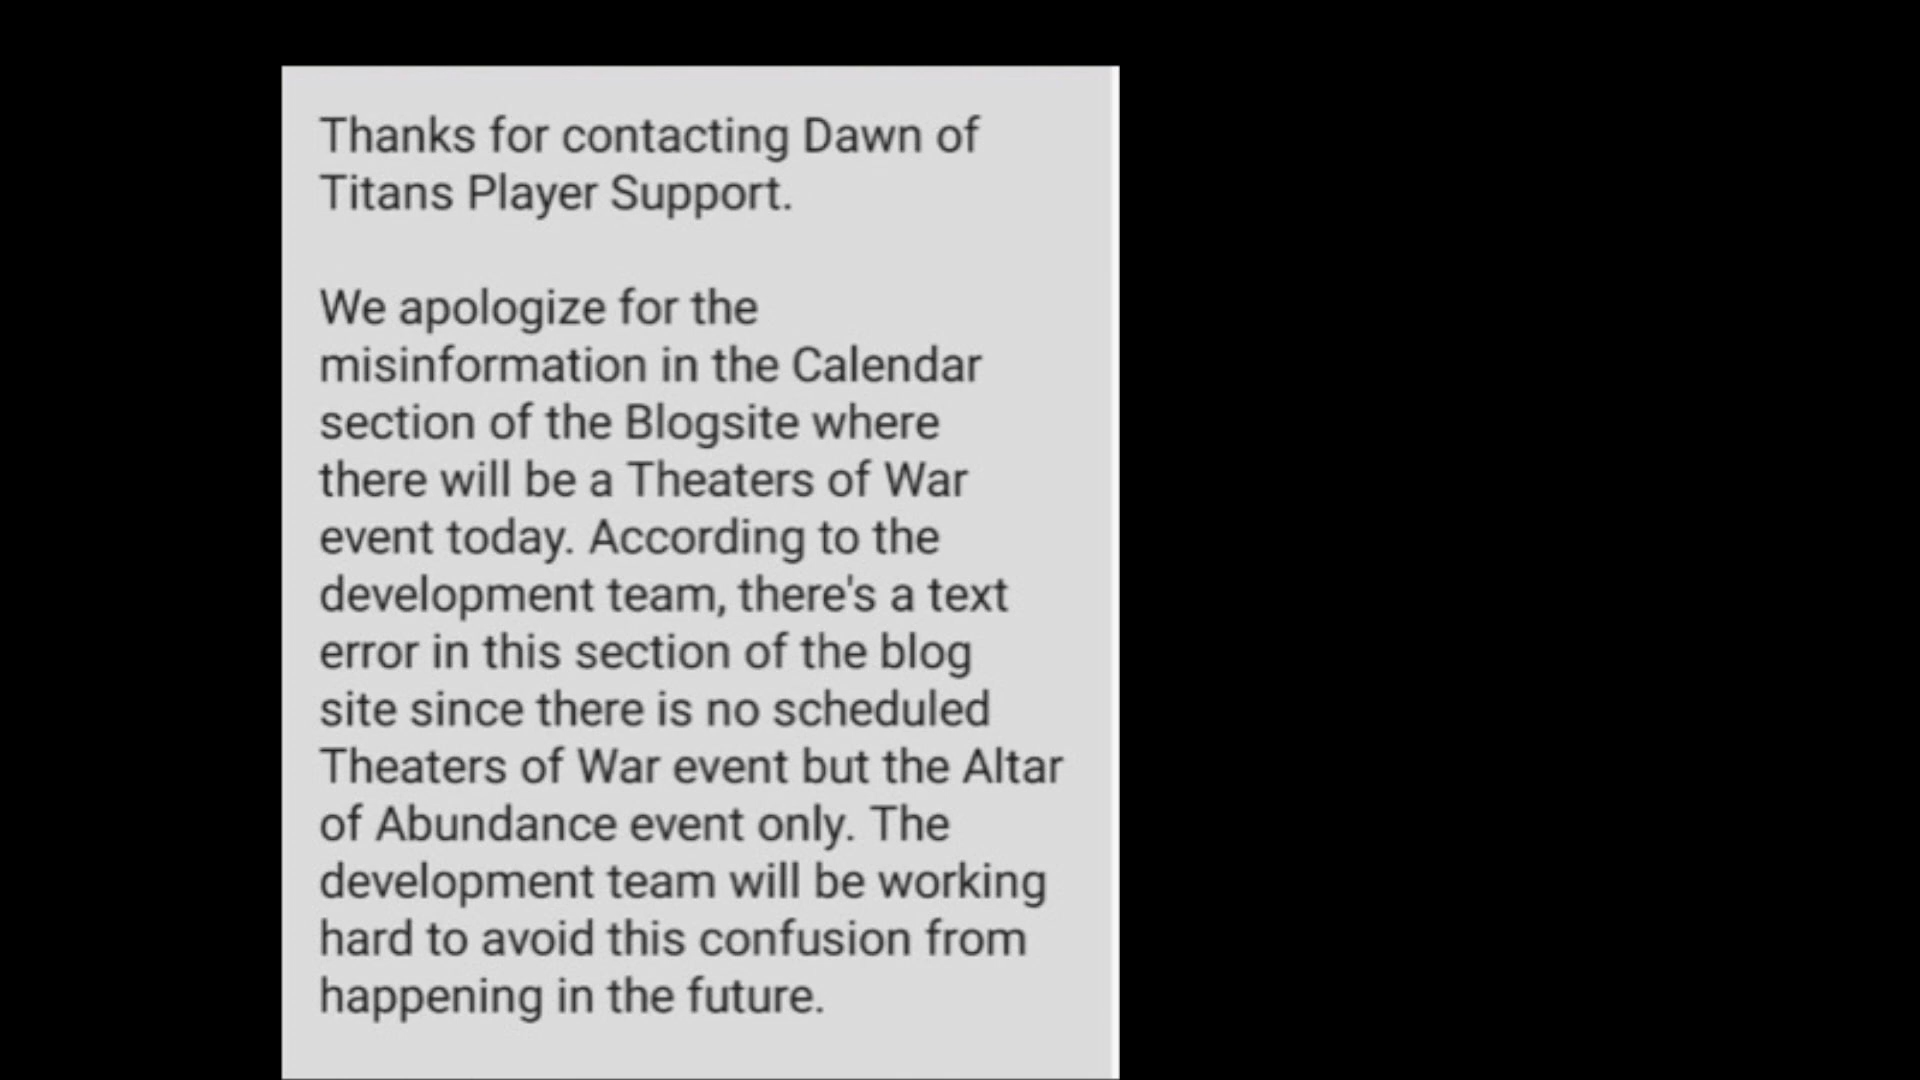 Thanks for contacting Dawn of
Titans Player Support.
We apologize for the
misinformation in the Calendar
section of the Blogsite where
there will be a Theaters of War
event today. According to the
development team, there's a text
error in this section of the blog
site since there is no scheduled
Theaters of War event but the Altar
of Abundance event only. The
development team will be working
hard to avoid this confusion from
happening in the future.